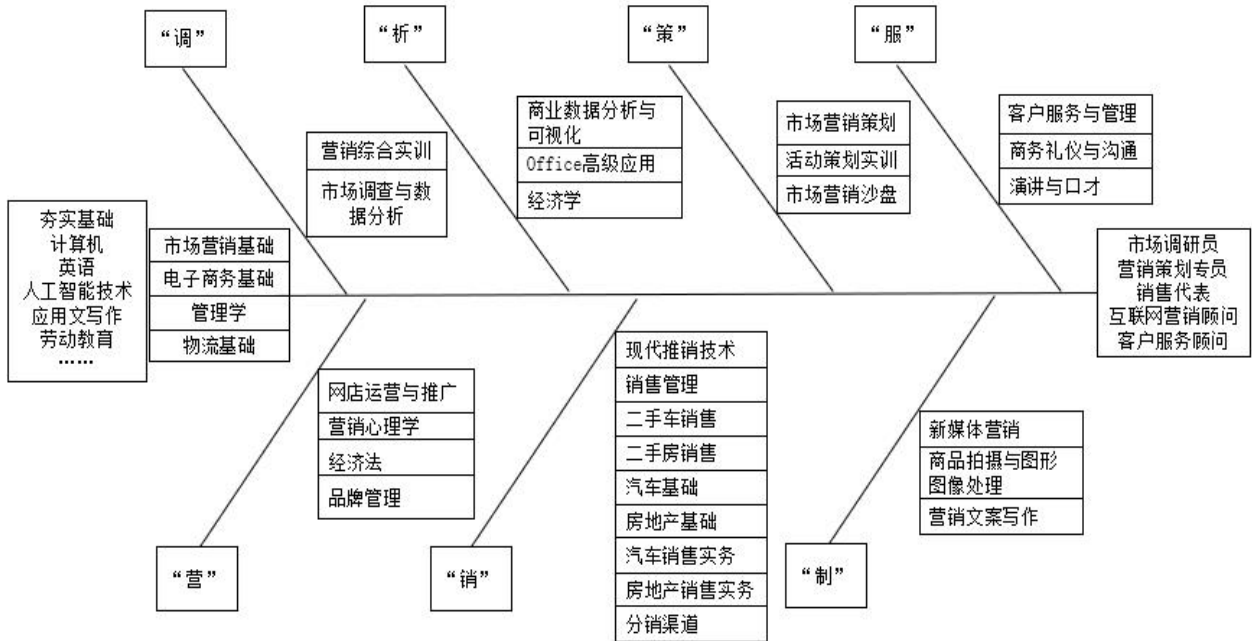 “调”
“析”
“策”
“服”
营销综合实训
市场调查与数
据分析
商业数据分析与
可视化
Office高级应用
经济学
市场营销策划
活动策划实训
市场营销沙盘
客户服务与管理
商务礼仪与沟通
演讲与口才
夯实基础
计算机
英语
人工智能技术
应用文写作
劳动教育
……
市场营销基础
电子商务基础
管理学
物流基础
市场调研员
营销策划专员
销售代表
互联网营销顾问
客户服务顾问
网店运营与推广
营销心理学
经济法
品牌管理
现代推销技术
销售管理
二手车销售
二手房销售
汽车基础
房地产基础
汽车销售实务
房地产销售实务
分销渠道
新媒体营销
商品拍摄与图形
图像处理
营销文案写作
“营”
“销”
“制”